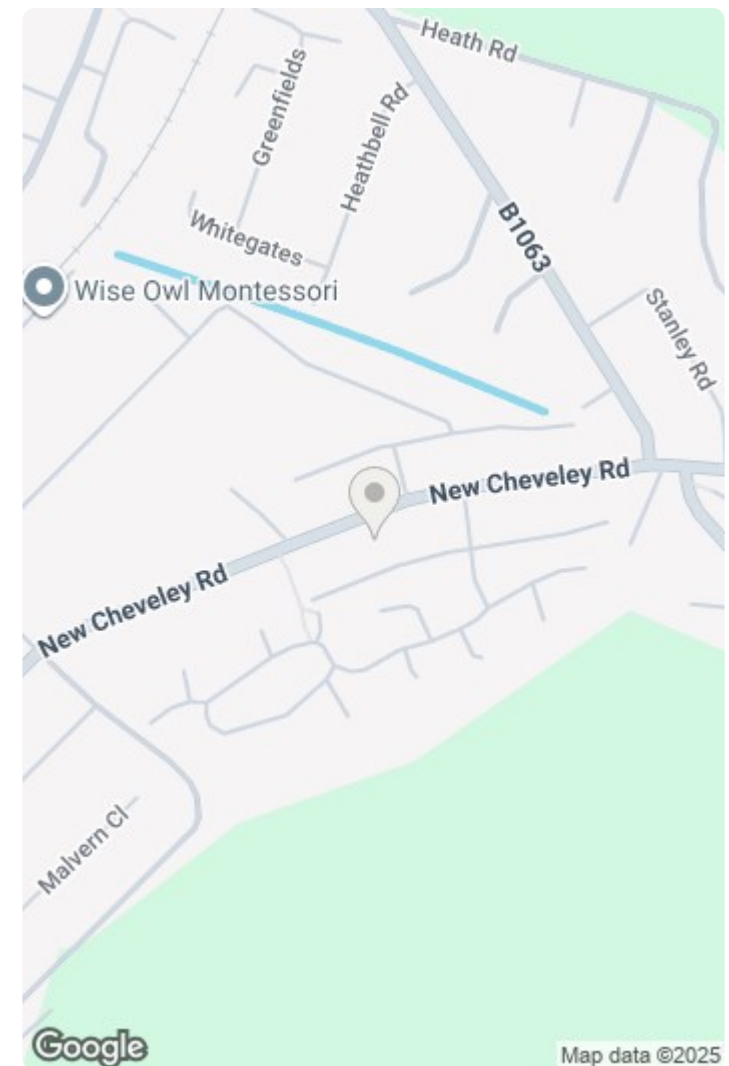 Heath Rd
Greenfields
Heathbell Rd
Whitegates
B1063
Wise Owl Montessori
Stanley Rd
New Cheveley Rd
New Cheveley Rd
Malvern Cl
Google
Map data ©2025